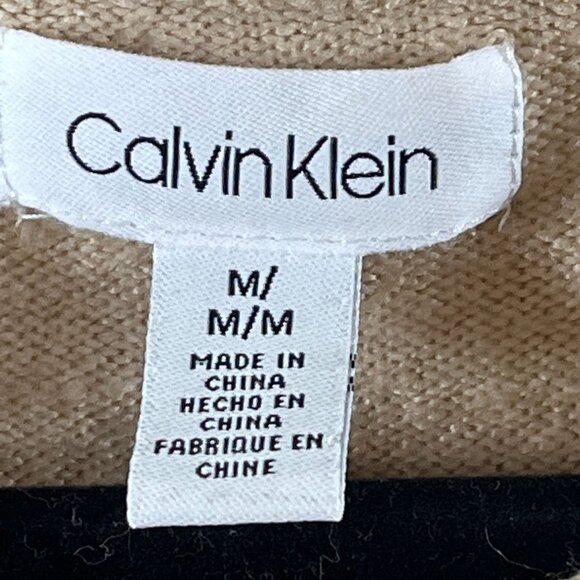 Calvin Klein
M/
M/M
MADE IN
CHINA
HECHO EN
CHINA
FABRIQUE EN
CHINE